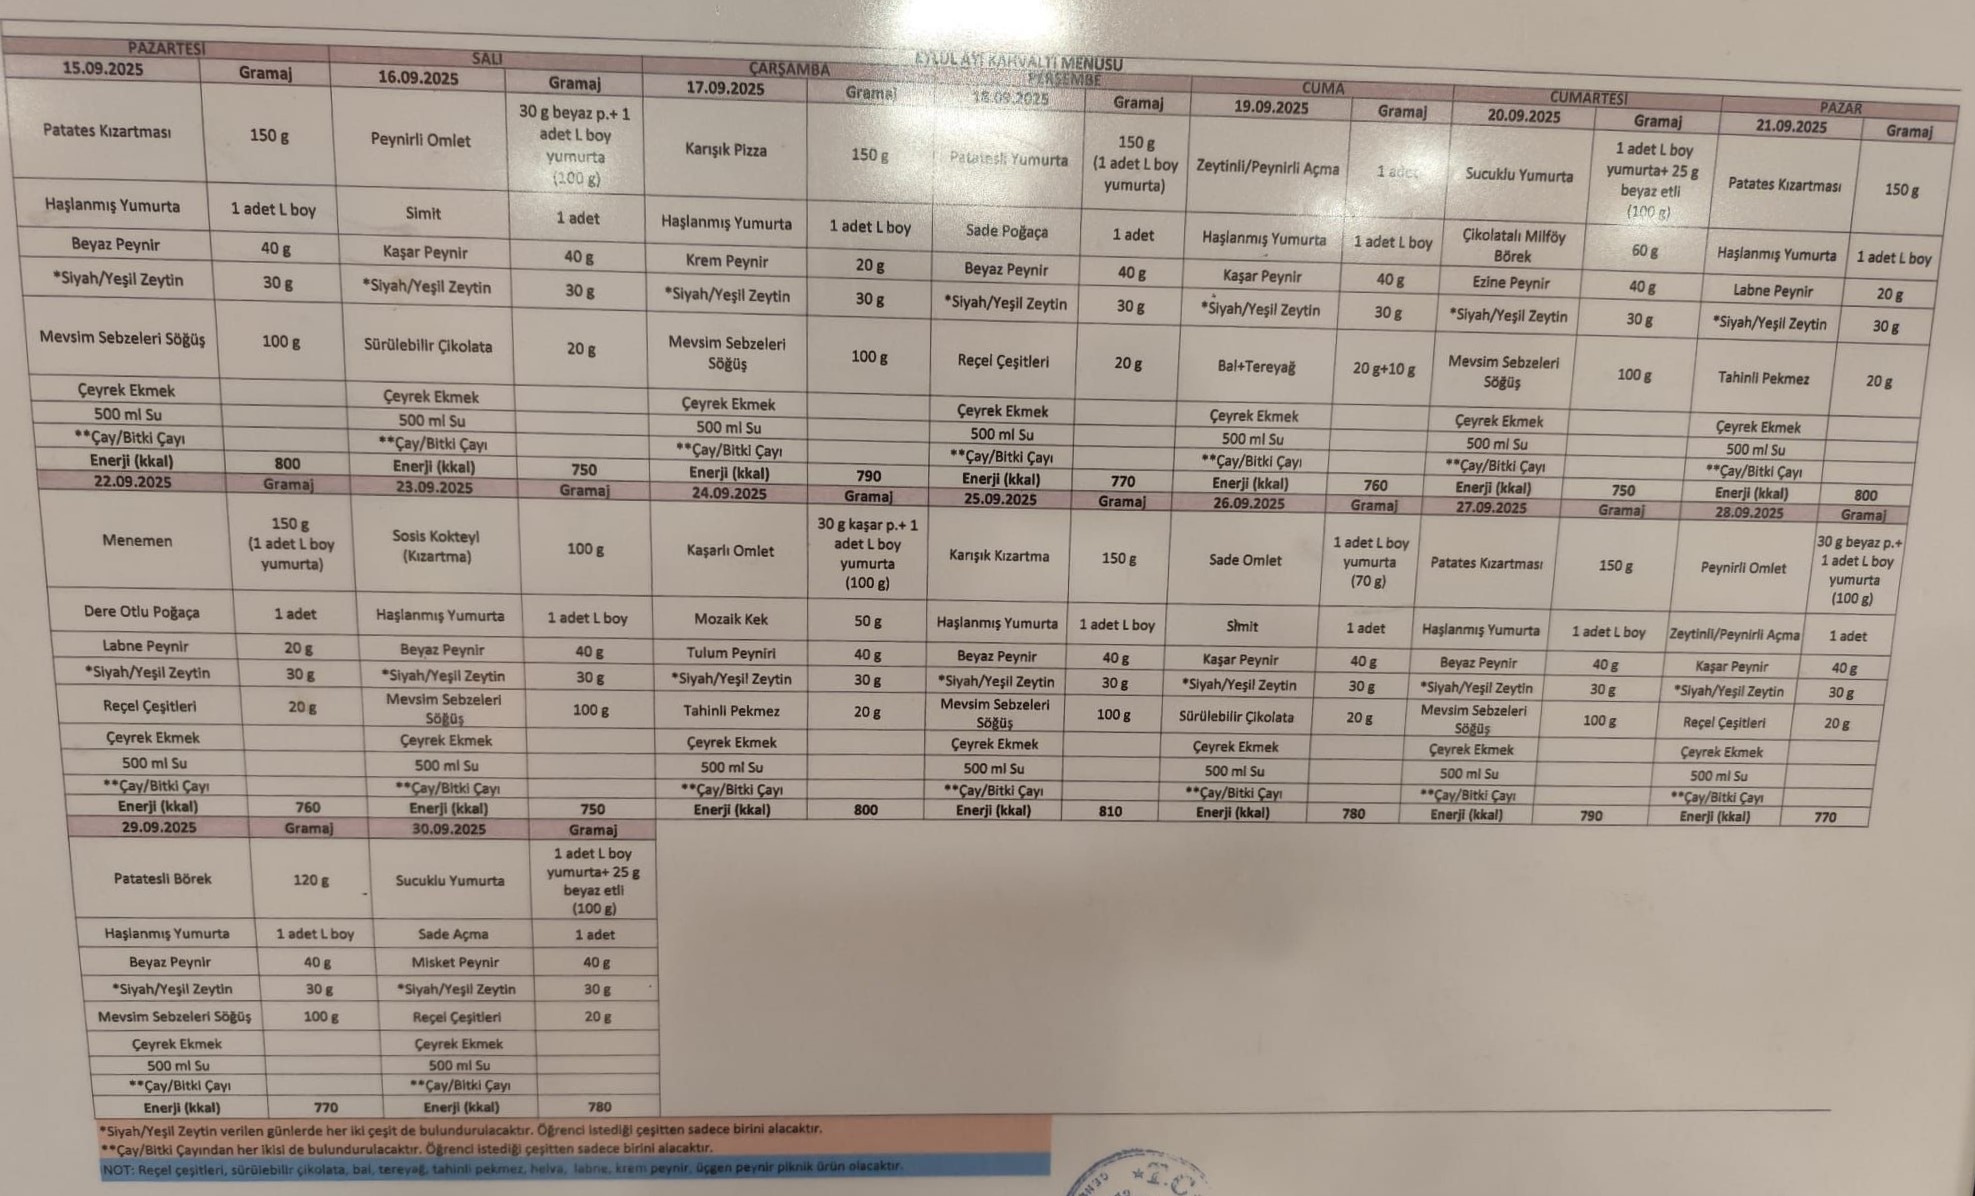 EYLÜL AYI KAHVALTI MENÜSÜ
PAZARTESİ SALI ÇARŞAMBA PERŞEMBE CUMA CUMARTESİ PAZAR
15.09.2025 Gramaj 16.09.2025 Gramaj 17.09.2025 Gramaj 18.09.2025 Gramaj 19.09.2025 Gramaj 20.09.2025 Gramaj 21.09.2025 Gramaj
Patates Kızartması 150 g Peynirli Omlet 30 g beyaz p.+ 1 adet L boy yumurta (100 g) Karışık Pizza 150 g Patatesli Yumurta 150 g (1 adet L boy yumurta) Zeytinli/Peynirli Açma 1 adet Sucuklu Yumurta 1 adet L boy yumurta+ 25 g beyaz etli (100 g) Patates Kızartması 150 g
Haşlanmış Yumurta 1 adet L boy Simit 1 adet Haşlanmış Yumurta 1 adet L boy Sade Poğaça 1 adet Haşlanmış Yumurta 1 adet L boy Çikolatalı Milföy Börek 60 g Haşlanmış Yumurta 1 adet L boy
Beyaz Peynir 40 g Kaşar Peynir 40 g Krem Peynir 20 g Beyaz Peynir 40 g Kaşar Peynir 40 g Ezine Peynir 40 g Labne Peynir 20 g
*Siyah/Yeşil Zeytin 30 g *Siyah/Yeşil Zeytin 30 g *Siyah/Yeşil Zeytin 30 g *Siyah/Yeşil Zeytin 30 g *Siyah/Yeşil Zeytin 30 g *Siyah/Yeşil Zeytin 30 g *Siyah/Yeşil Zeytin 30 g
Mevsim Sebzeleri Söğüş 100 g Sürülebilir Çikolata 20 g Mevsim Sebzeleri Söğüş 100 g Reçel Çeşitleri 20 g Bal+Tereyağ 20 g+10 g Mevsim Sebzeleri Söğüş 100 g Tahinli Pekmez 20 g
Çeyrek Ekmek Çeyrek Ekmek Çeyrek Ekmek Çeyrek Ekmek Çeyrek Ekmek Çeyrek Ekmek Çeyrek Ekmek
500 ml Su 500 ml Su 500 ml Su 500 ml Su 500 ml Su 500 ml Su 500 ml Su
**Çay/Bitki Çayı **Çay/Bitki Çayı **Çay/Bitki Çayı **Çay/Bitki Çayı **Çay/Bitki Çayı **Çay/Bitki Çayı **Çay/Bitki Çayı
Enerji (kkal) 800 Enerji (kkal) 750 Enerji (kkal) 790 Enerji (kkal) 770 Enerji (kkal) 760 Enerji (kkal) 750 Enerji (kkal) 800
22.09.2025 Gramaj 23.09.2025 Gramaj 24.09.2025 Gramaj 25.09.2025 Gramaj 26.09.2025 Gramaj 27.09.2025 Gramaj 28.09.2025 Gramaj
Menemen 150 g (1 adet L boy yumurta) Sosis Kokteyl (Kızartma) 100 g Kaşarlı Omlet 30 g kaşar p.+ 1 adet L boy yumurta (100 g) Karışık Kızartma 150 g Sade Omlet 1 adet L boy yumurta (70 g) Patates Kızartması 150 g Peynirli Omlet 30 g beyaz p.+ 1 adet L boy yumurta (100 g)
Dere Otlu Poğaça 1 adet Haşlanmış Yumurta 1 adet L boy Mozaik Kek 50 g Haşlanmış Yumurta 1 adet L boy Simit 1 adet Haşlanmış Yumurta 1 adet L boy Zeytinli/Peynirli Açma 1 adet
Labne Peynir 20 g Beyaz Peynir 40 g Tulum Peyniri 40 g Beyaz Peynir 40 g Kaşar Peynir 40 g Beyaz Peynir 40 g Kaşar Peynir 40 g
*Siyah/Yeşil Zeytin 30 g *Siyah/Yeşil Zeytin 30 g *Siyah/Yeşil Zeytin 30 g *Siyah/Yeşil Zeytin 30 g *Siyah/Yeşil Zeytin 30 g *Siyah/Yeşil Zeytin 30 g *Siyah/Yeşil Zeytin 30 g
Reçel Çeşitleri 20 g Mevsim Sebzeleri Söğüş 100 g Tahinli Pekmez 20 g Mevsim Sebzeleri Söğüş 100 g Sürülebilir Çikolata 20 g Mevsim Sebzeleri Söğüş 100 g Reçel Çeşitleri 20 g
Çeyrek Ekmek Çeyrek Ekmek Çeyrek Ekmek Çeyrek Ekmek Çeyrek Ekmek Çeyrek Ekmek Çeyrek Ekmek
500 ml Su 500 ml Su 500 ml Su 500 ml Su 500 ml Su 500 ml Su 500 ml Su
**Çay/Bitki Çayı **Çay/Bitki Çayı **Çay/Bitki Çayı **Çay/Bitki Çayı **Çay/Bitki Çayı **Çay/Bitki Çayı **Çay/Bitki Çayı
Enerji (kkal) 760 Enerji (kkal) 750 Enerji (kkal) 800 Enerji (kkal) 810 Enerji (kkal) 780 Enerji (kkal) 790 Enerji (kkal) 770
29.09.2025 Gramaj 30.09.2025 Gramaj
Patatesli Börek 120 g Sucuklu Yumurta 1 adet L boy yumurta+ 25 g beyaz etli (100 g)
Haşlanmış Yumurta 1 adet L boy Sade Açma 1 adet
Beyaz Peynir 40 g Misket Peynir 40 g
*Siyah/Yeşil Zeytin 30 g *Siyah/Yeşil Zeytin 30 g
Mevsim Sebzeleri Söğüş 100 g Reçel Çeşitleri 20 g
Çeyrek Ekmek Çeyrek Ekmek
500 ml Su 500 ml Su
**Çay/Bitki Çayı **Çay/Bitki Çayı
Enerji (kkal) 770 Enerji (kkal) 780
*Siyah/Yeşil Zeytin verilen günlerde her iki çeşit de bulundurulacaktır. Öğrenci istediği çeşitten sadece birini alacaktır.
**Çay/Bitki Çayından her ikisi de bulundurulacaktır. Öğrenci istediği çeşitten sadece birini alacaktır.
NOT: Reçel çeşitleri, sürülebilir çikolata, bal, tereyağ, tahinli pekmez, helva, labne, krem peynir, üçgen peynir piknik ürün olacaktır.
T.C.